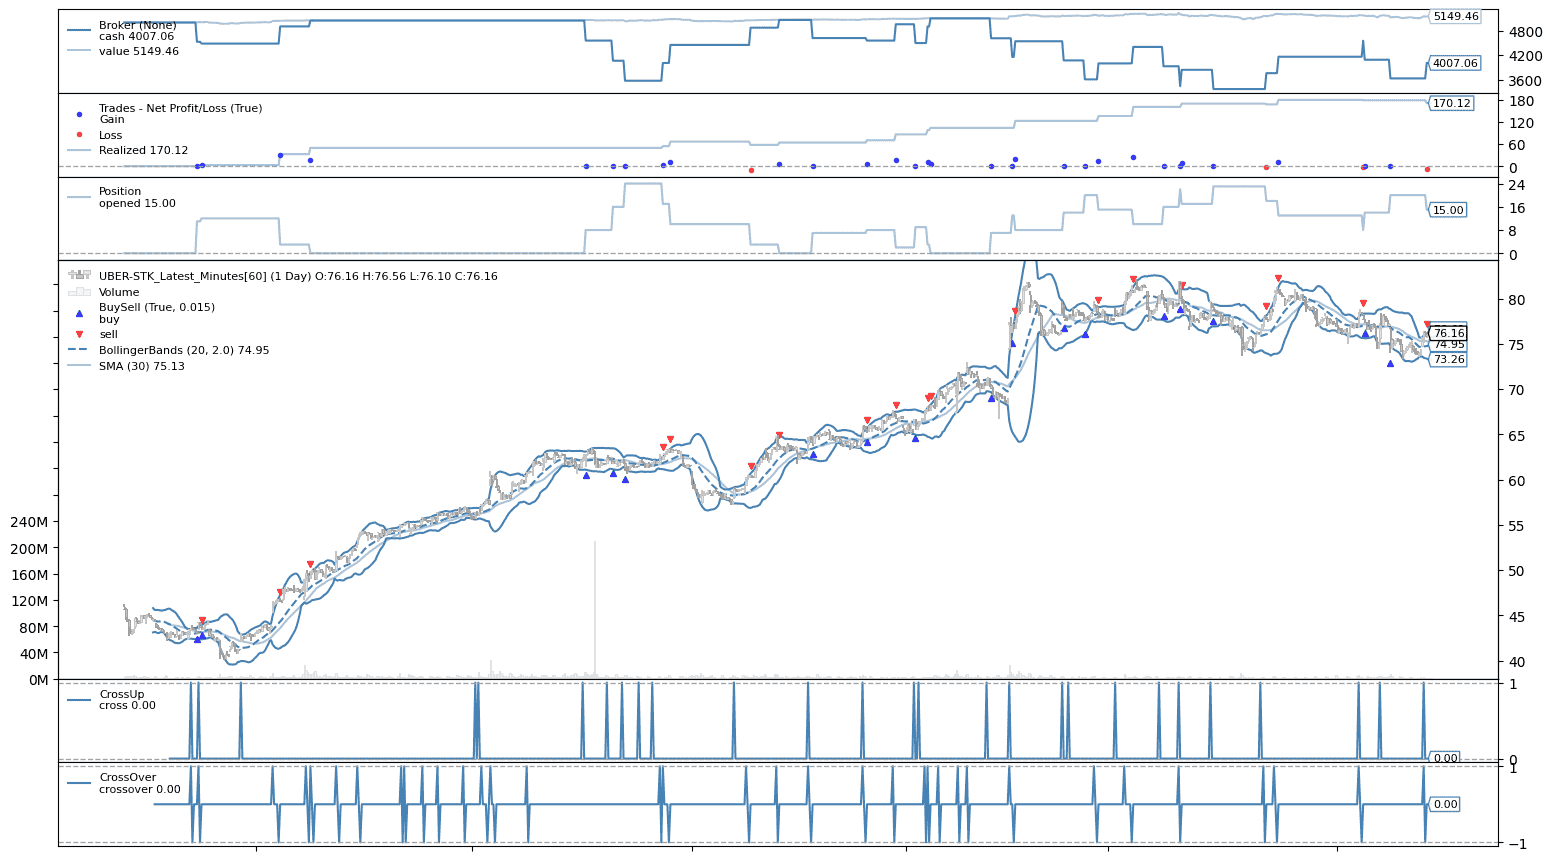 Broker (None)
cash 4007.06
value 5149.46
5149.46
4800
4200
4007.06
3600
Trades - Net Profit/Loss (True)
Gain
Loss
Realized 170.12
180
170.12
120
60
0
Position
opened 15.00
24
16
15.00
8
0
UBER-STK_Latest_Minutes[60] (1 Day) O:76.16 H:76.56 L:76.10 C:76.16
Volume
BuySell (True, 0.015)
buy
sell
BollingerBands (20, 2.0) 74.95
SMA (30) 75.13
80
76.16
75
74.95
73.26
70
65
60
55
50
45
40
240M
200M
160M
120M
80M
40M
0M
CrossUp
cross 0.00
1
0.00
0
CrossOver
crossover 0.00
1
0.00
−1